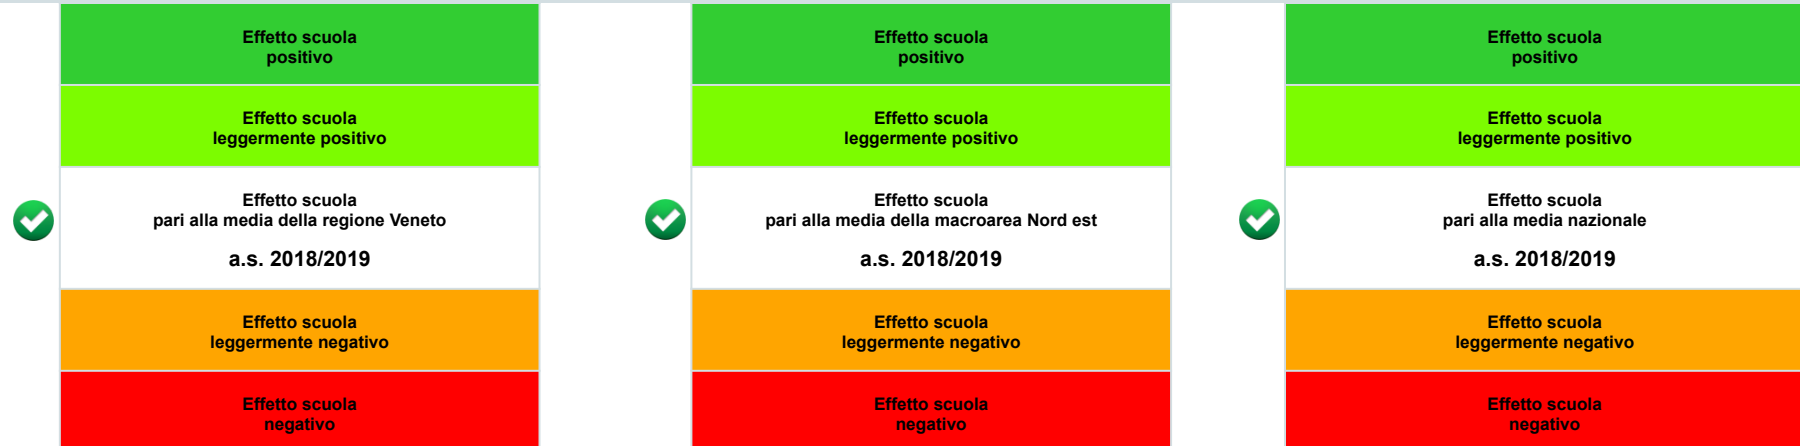 Effetto scuola
positivo
Effetto scuola
leggermente positivo
Effetto scuola
pari alla media della regione Veneto
a.s. 2018/2019
Effetto scuola
leggermente negativo
Effetto scuola
negativo
Effetto scuola
positivo
Effetto scuola
leggermente positivo
Effetto scuola
pari alla media della macroarea Nord est
a.s. 2018/2019
Effetto scuola
leggermente negativo
Effetto scuola
negativo
Effetto scuola
positivo
Effetto scuola
leggermente positivo
Effetto scuola
pari alla media nazionale
a.s. 2018/2019
Effetto scuola
leggermente negativo
Effetto scuola
negativo